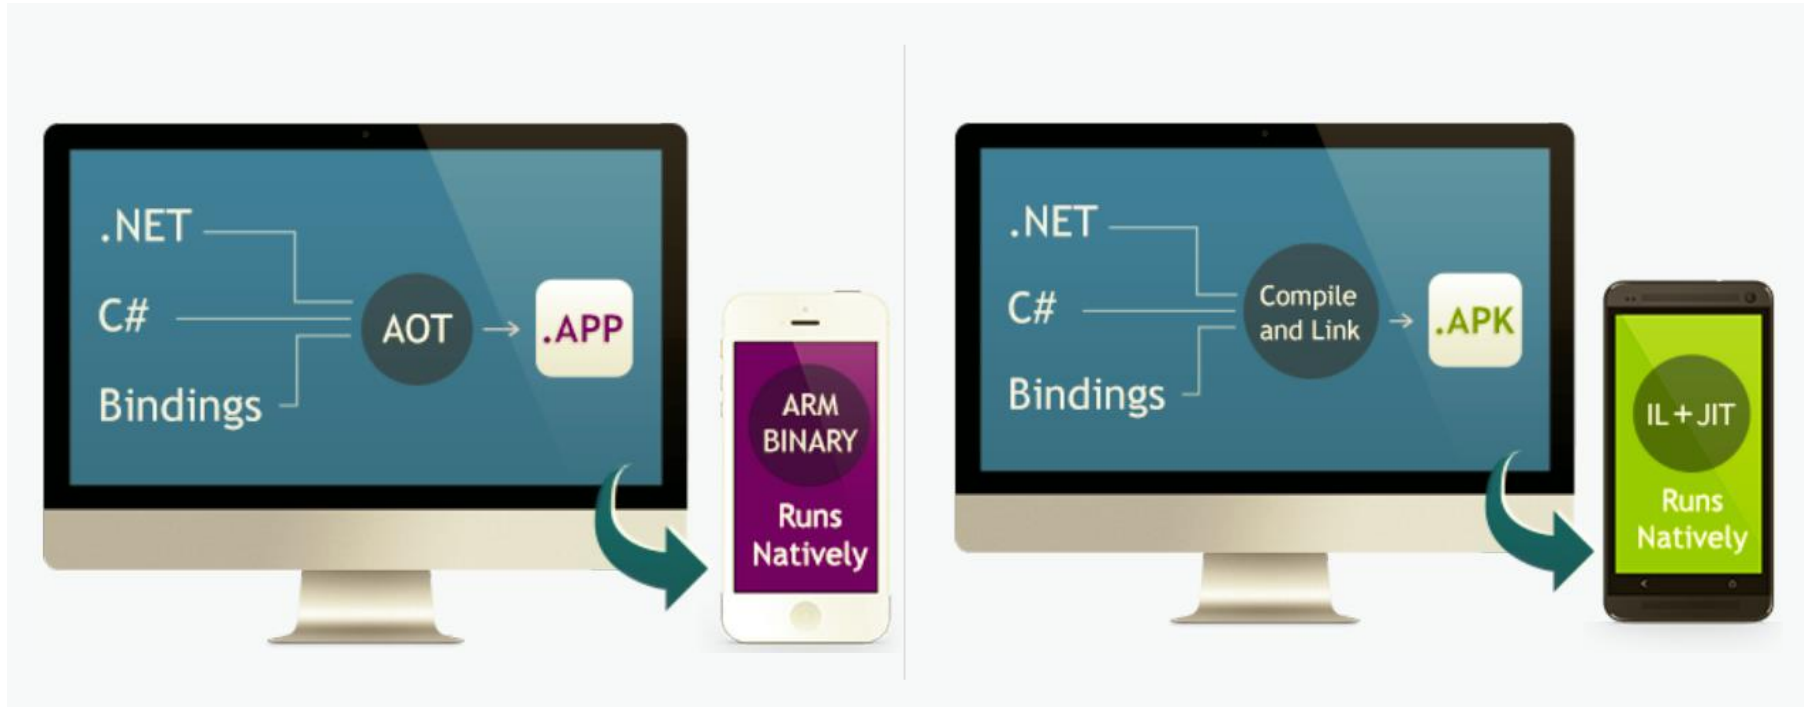 .NET
C#
Bindings
AOT
.APP
ARM
BINARY
Runs
Natively
.NET
C#
Bindings
Compile
and Link
.APK
IL+JIT
Runs
Natively